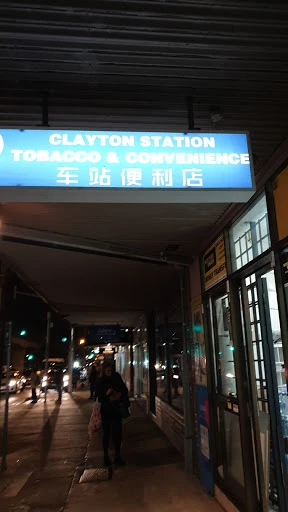 CLAYTON STATION
TOBACCO & CONVENIENCE
车站便利店